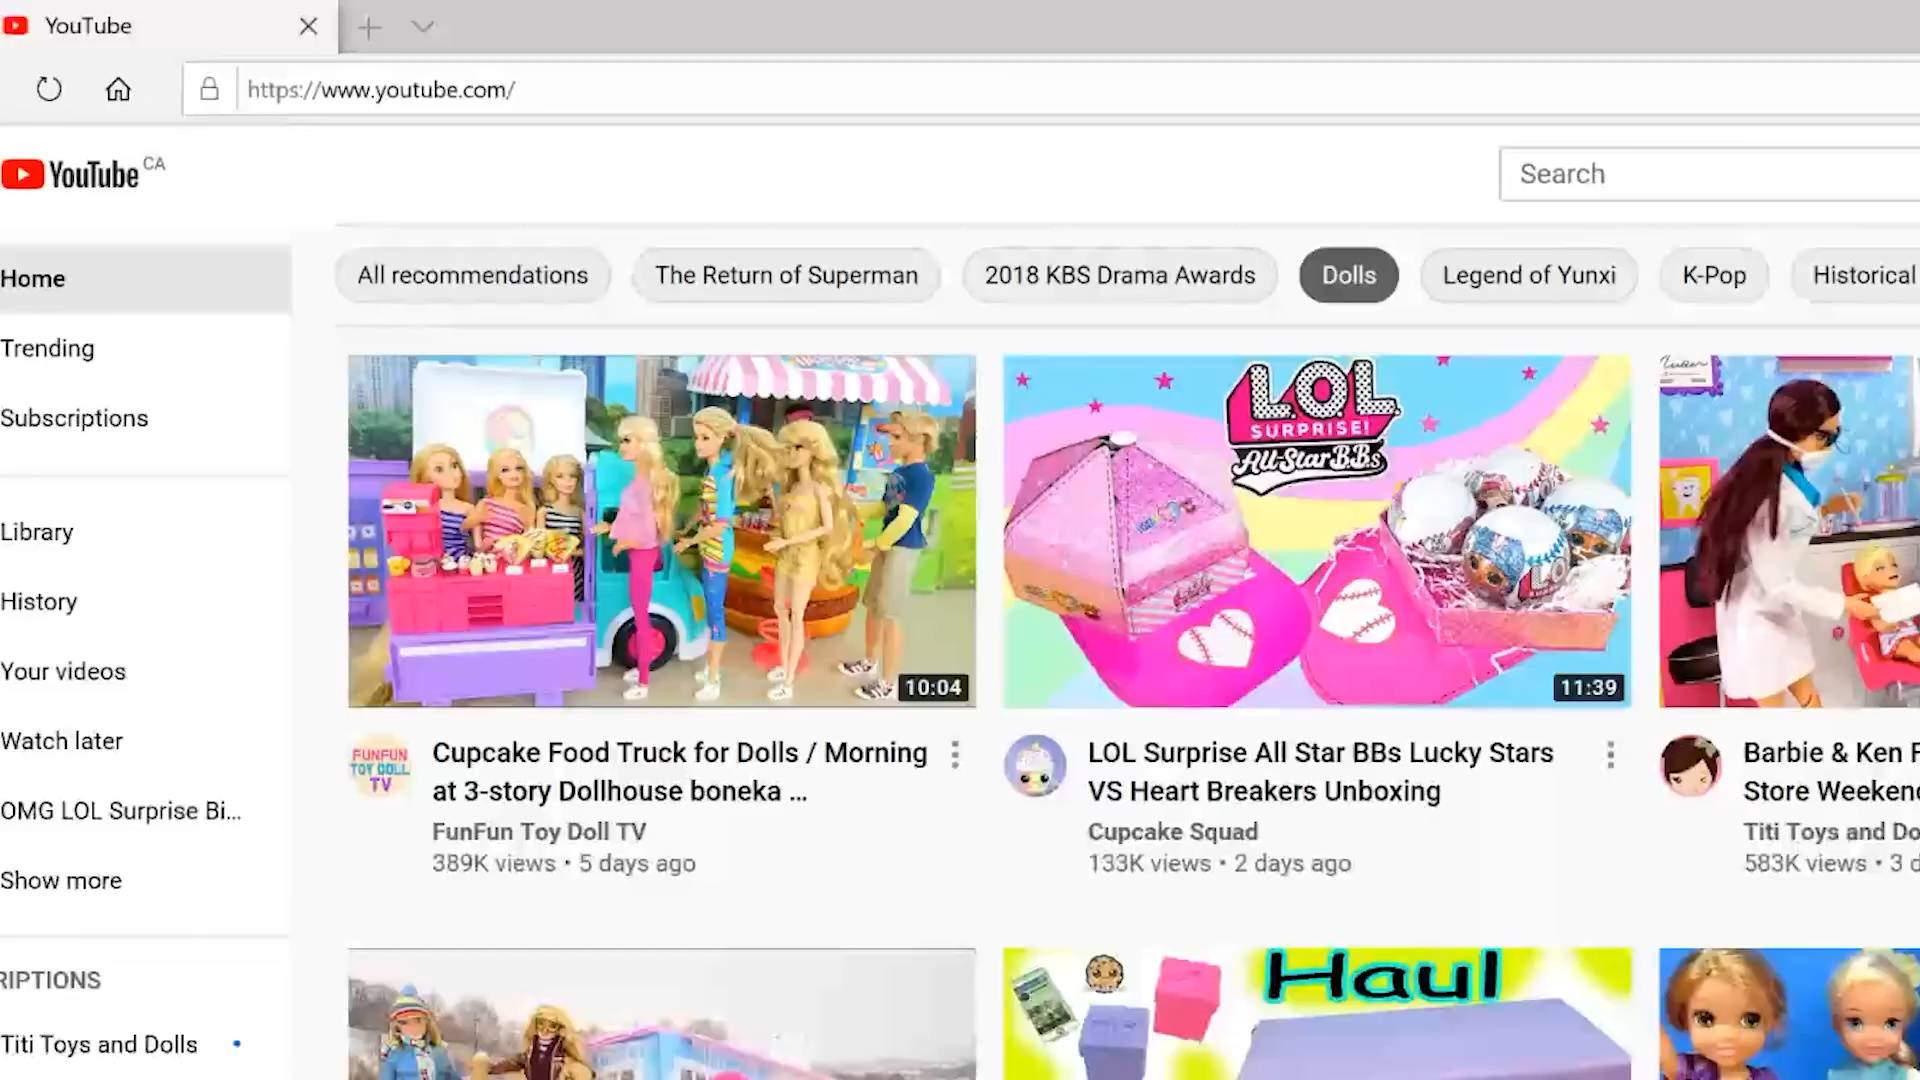 YouTube
https://www.youtube.com/
YouTube CA
Search
Home
Trending
Subscriptions
Library
History
Your videos
Watch later
OMG LOL Surprise Bi...
Show more
RIPTIONS
Titi Toys and Dolls
All recommendations
The Return of Superman
2018 KBS Drama Awards
Dolls
Legend of Yunxi
K-Pop
Historical
10:04
FUNFUN
TOY DOLL
TV
Cupcake Food Truck for Dolls / Morning
at 3-story Dollhouse boneka ...
FunFun Toy Doll TV
389K views • 5 days ago
L.O.L.
SURPRISE!
All-Star B.B.s
11:39
LOL Surprise All Star BBs Lucky Stars
VS Heart Breakers Unboxing
Cupcake Squad
133K views • 2 days ago
Barbie & Ken F
Store Weekend
Titi Toys and Do
583K views • 3 d
Haul